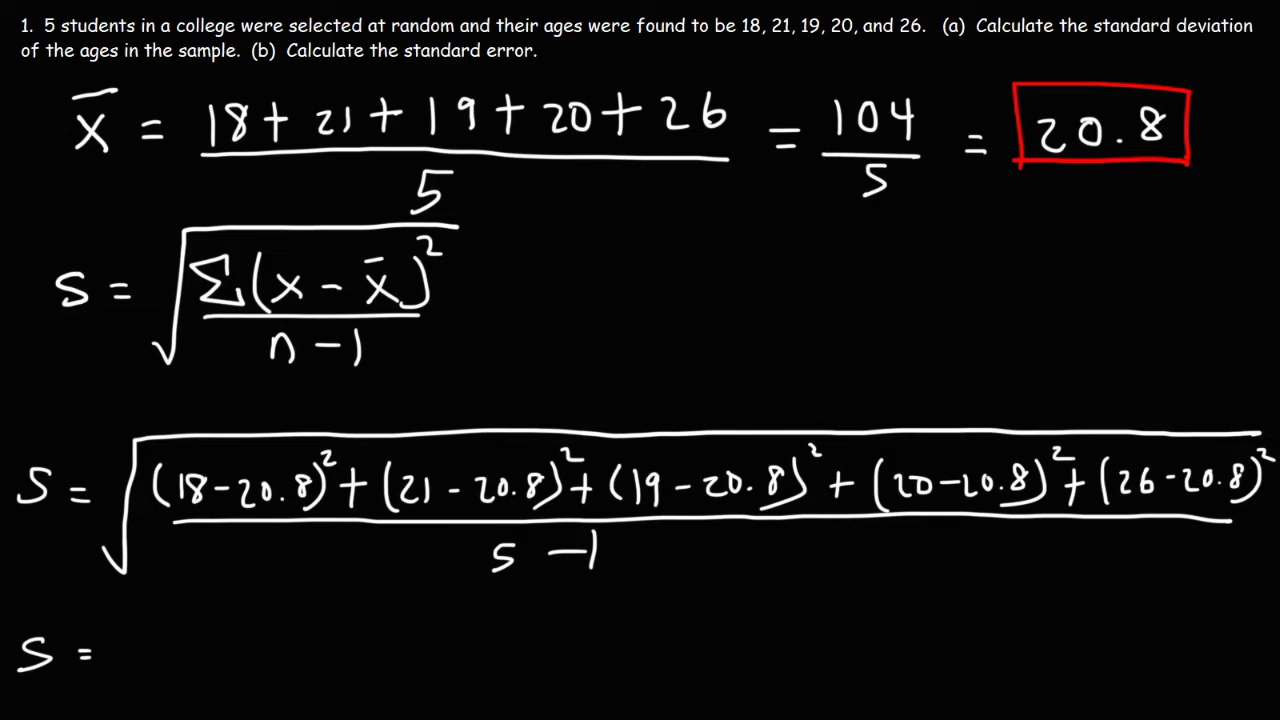 1. 5 students in a college were selected at random and their ages were found to be 18, 21, 19, 20, and 26. (a) Calculate the standard deviation
of the ages in the sample. (b) Calculate the standard error.
x̄ = (18 + 21 + 19 + 20 + 26)/5 = 104/5 = 20.8
s = √(Σ(x - x̄)²/(n - 1))
s = √(((18-20.8)² + (21 - 20.8)² + (19 - 20.8)² + (20-20.8)² + (26-20.8)²)/(5 - 1))
s =